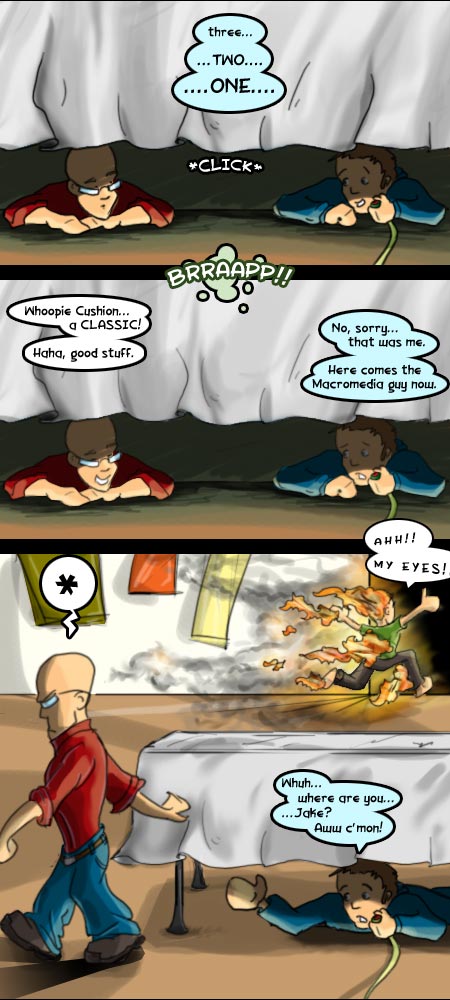 three...
...TWO....
....ONE....
*CLICK*
BRRAAPP!!
Whoopie Cushion...
a CLASSIC!
Haha, good stuff.
No, sorry...
that was me.
Here comes the
Macromedia guy now.
AHH!!
MY EYES!
*
Whuh...
where are you...
...Jake?
Aww c'mon!